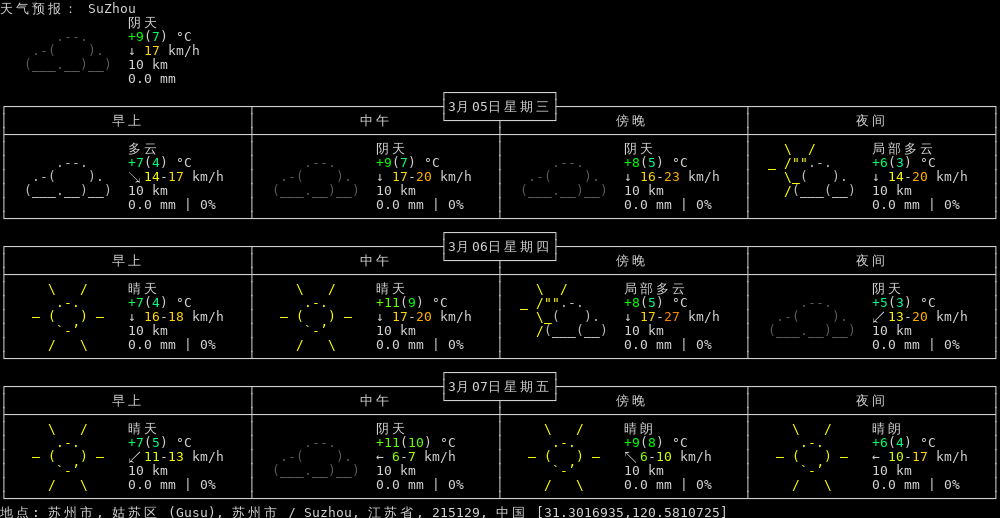 天气预报: SuZhou
阴天
+9(7) °C
↓ 17 km/h
10 km
0.0 mm
3月05日星期三
早上 中午 傍晚 夜间
多云 阴天 阴天 局部多云
+7(4) °C +9(7) °C +8(5) °C +6(3) °C
↘ 14-17 km/h ↓ 17-20 km/h ↓ 16-23 km/h ↓ 14-20 km/h
10 km 10 km 10 km 10 km
0.0 mm | 0% 0.0 mm | 0% 0.0 mm | 0% 0.0 mm | 0%
3月06日星期四
早上 中午 傍晚 夜间
晴天 晴天 局部多云 阴天
+7(4) °C +11(9) °C +8(5) °C +5(3) °C
↓ 16-18 km/h ↓ 17-20 km/h ↓ 17-27 km/h ↙ 13-20 km/h
10 km 10 km 10 km 10 km
0.0 mm | 0% 0.0 mm | 0% 0.0 mm | 0% 0.0 mm | 0%
3月07日星期五
早上 中午 傍晚 夜间
晴天 阴天 晴朗 晴朗
+7(5) °C +11(10) °C +9(8) °C +6(4) °C
↙ 11-13 km/h ← 6-7 km/h ↖ 6-10 km/h ← 10-17 km/h
10 km 10 km 10 km 10 km
0.0 mm | 0% 0.0 mm | 0% 0.0 mm | 0% 0.0 mm | 0%
地点: 苏州市, 姑苏区 (Gusu), 苏州市 / Suzhou, 江苏省, 215129, 中国 [31.3016935,120.5810725]